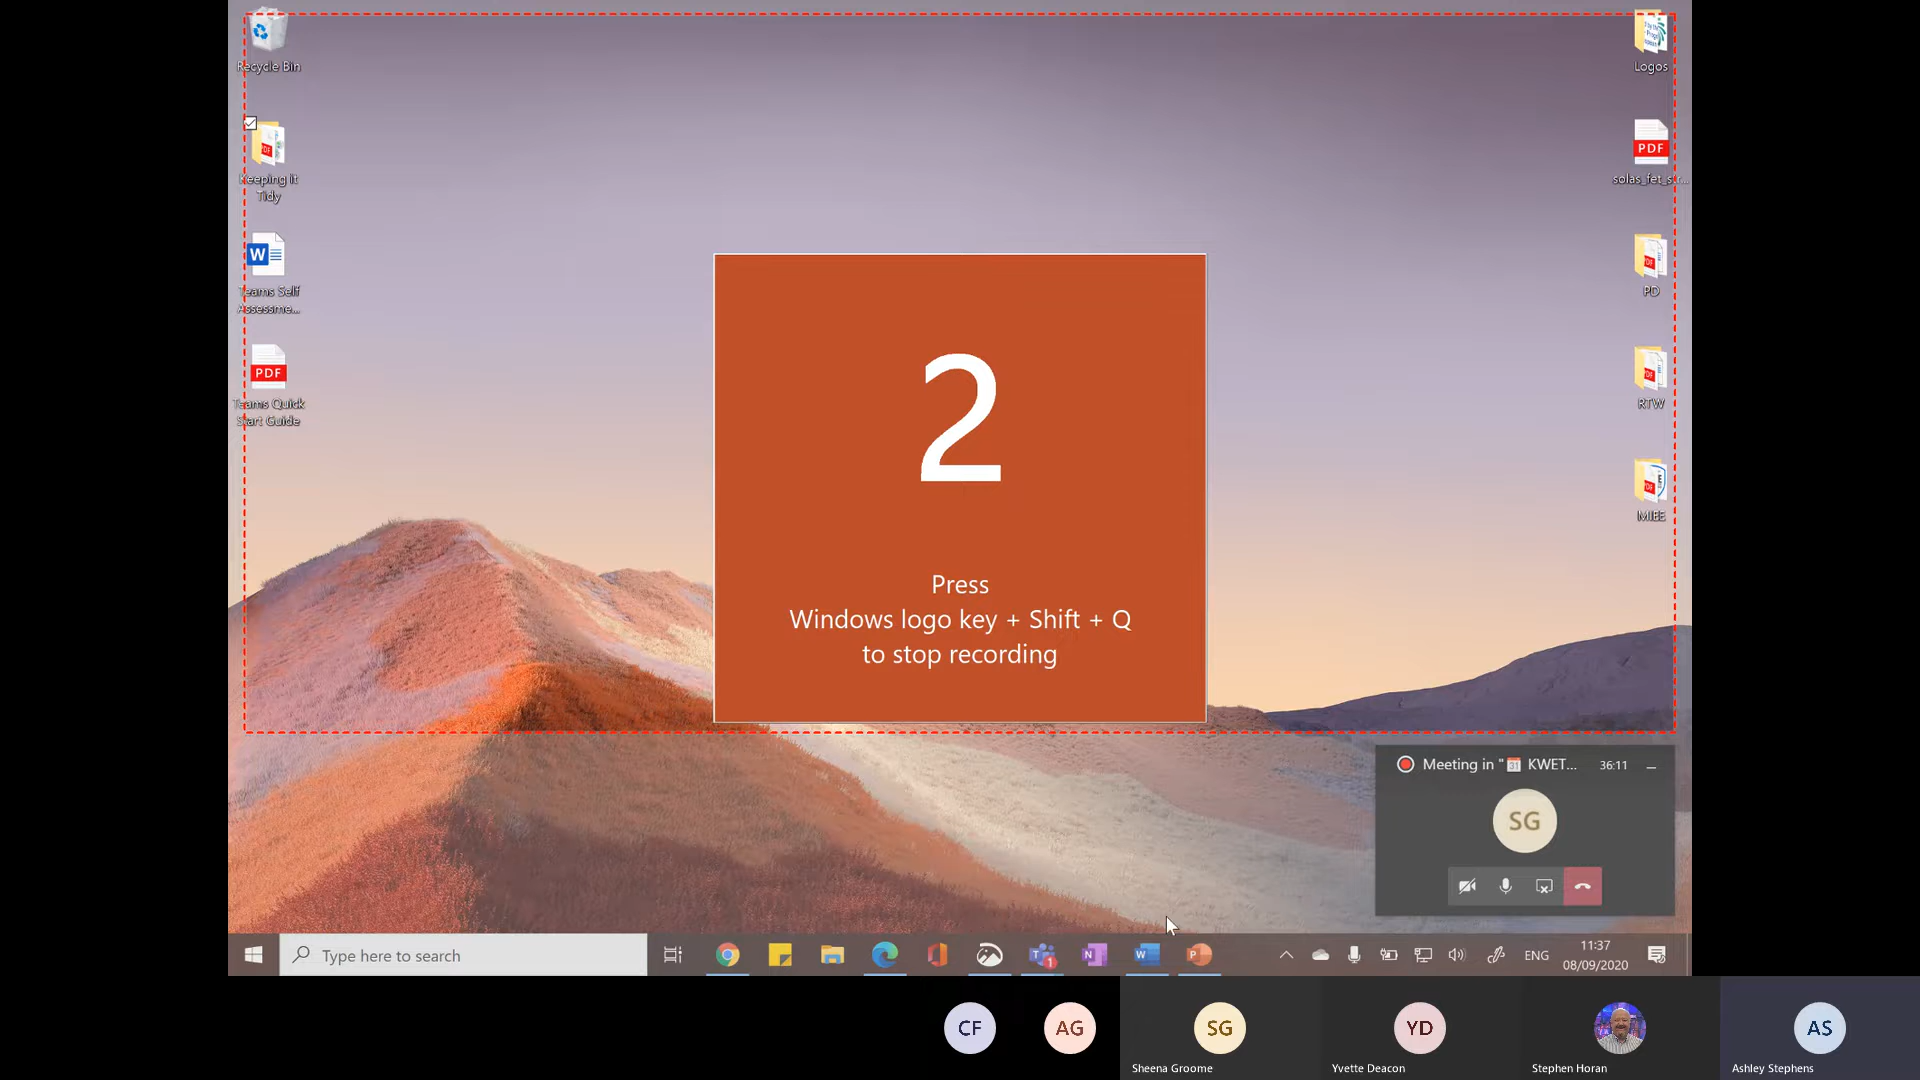 Recycle Bin
Keeping It
Tidy
Teams Self
Assessme...
PDF
Teams Quick
Start Guide
Logos
PDF
solas_fet_str...
PD
RTW
MIEE
2
Press
Windows logo key + Shift + Q
to stop recording
Meeting in "31 KWET... 36:11
SG
Type here to search
ENG
11:37
08/09/2020
CF
AG
SG
YD
AS
Sheena Groome
Yvette Deacon
Stephen Horan
Ashley Stephens